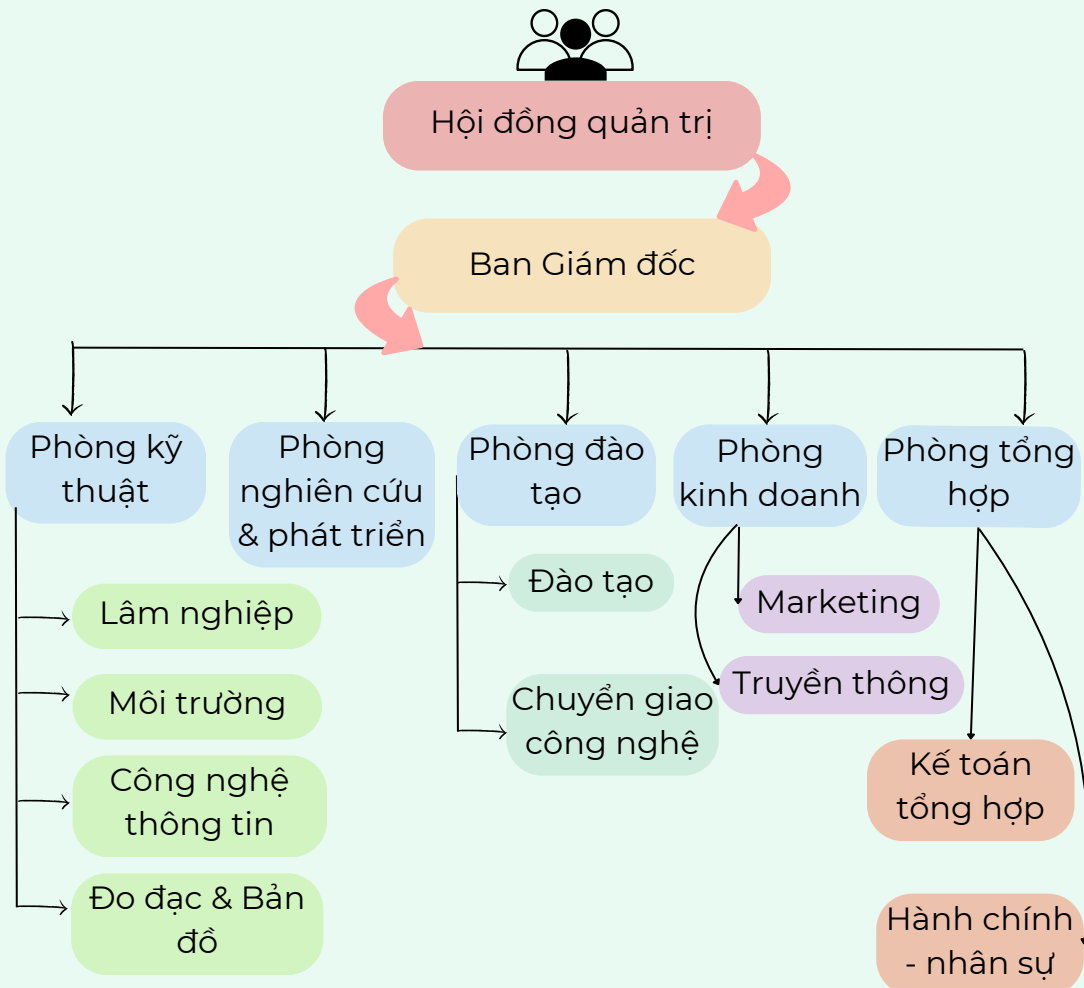 Hội đồng quản trị
Ban Giám đốc
Phòng kỹ
thuật
Phòng
nghiên cứu
& phát triển
Phòng đào
tạo
Phòng
kinh doanh
Phòng tổng
hợp
Lâm nghiệp
Môi trường
Công nghệ
thông tin
Đo đạc & Bản
đồ
Đào tạo
Chuyển giao
công nghệ
Marketing
Truyền thông
Kế toán
tổng hợp
Hành chính
- nhân sự